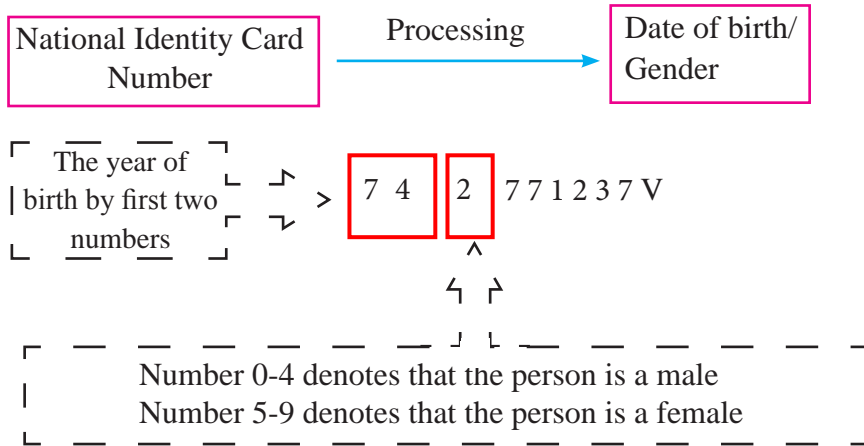 National Identity Card
Number
Processing
Date of birth/
Gender
The year of
birth by first two
numbers
7 4 2 7 7 1 2 3 7 V
Number 0-4 denotes that the person is a male
Number 5-9 denotes that the person is a female